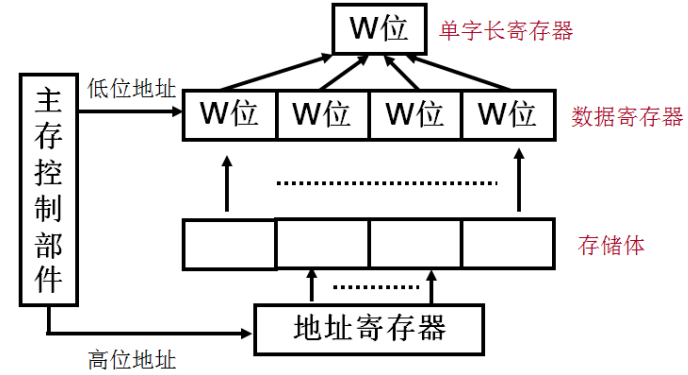 W位 单字长寄存器
低位地址
主存控制部件
W位 W位 W位 W位 数据寄存器
存储体
地址寄存器
高位地址